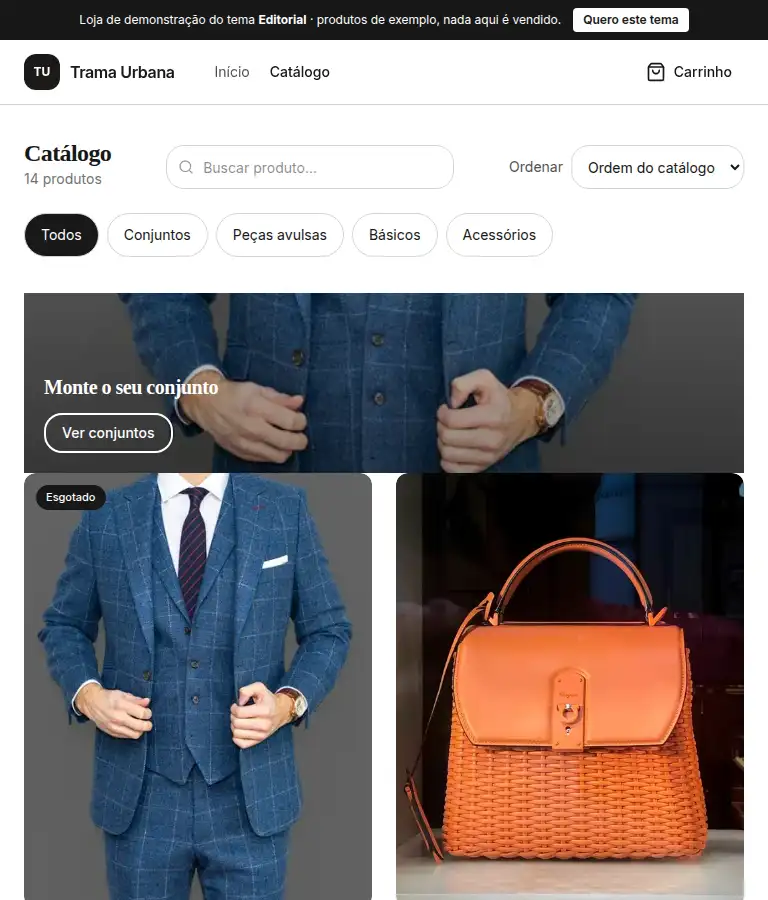 Loja de demonstração do tema Editorial · produtos de exemplo, nada aqui é vendido. Quero este tema
TU Trama Urbana Início Catálogo Carrinho
Catálogo
14 produtos
Buscar produto...
Ordenar Ordem do catálogo
Todos Conjuntos Peças avulsas Básicos Acessórios
Monte o seu conjunto
Ver conjuntos
Esgotado